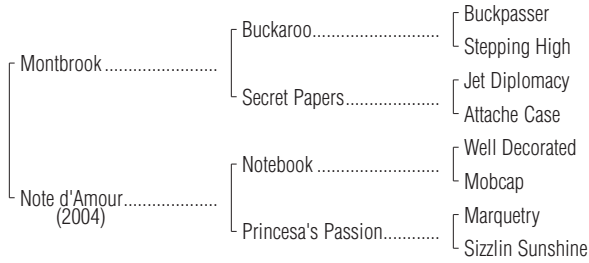 Buckpasser
Buckaroo..............................
Stepping High
Montbrook .......................
Jet Diplomacy
Secret Papers......................
Attache Case
Well Decorated
Notebook .............................
Mobcap
Note d'Amour...................
(2004)
Marquetry
Princesa's Passion............
Sizzlin Sunshine